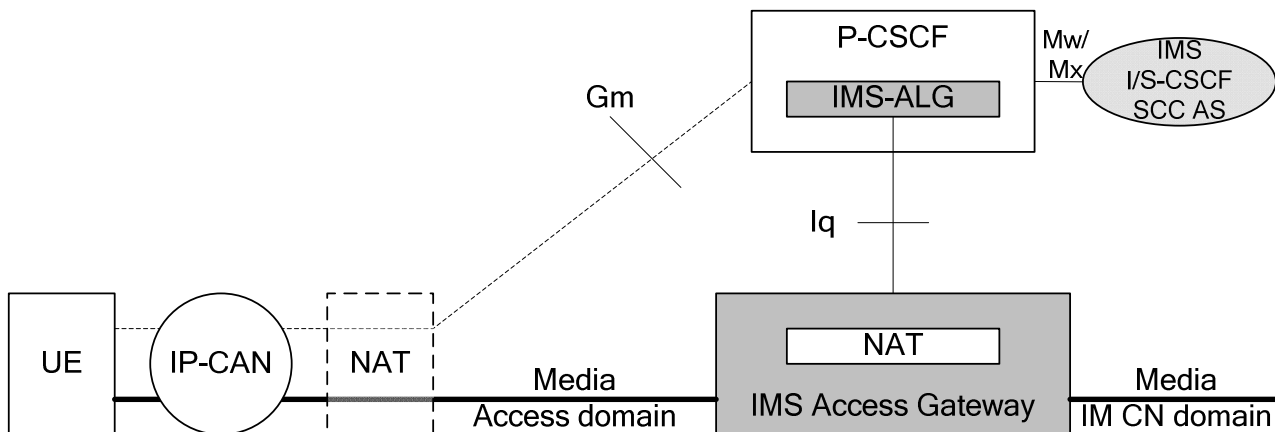 P-CSCF
IMS-ALG
Mw/
Mx
IMS
I/S-CSCF
SCC AS
Gm
Iq
UE
IP-CAN
NAT
Media
Access domain
NAT
IMS Access Gateway
Media
IM CN domain